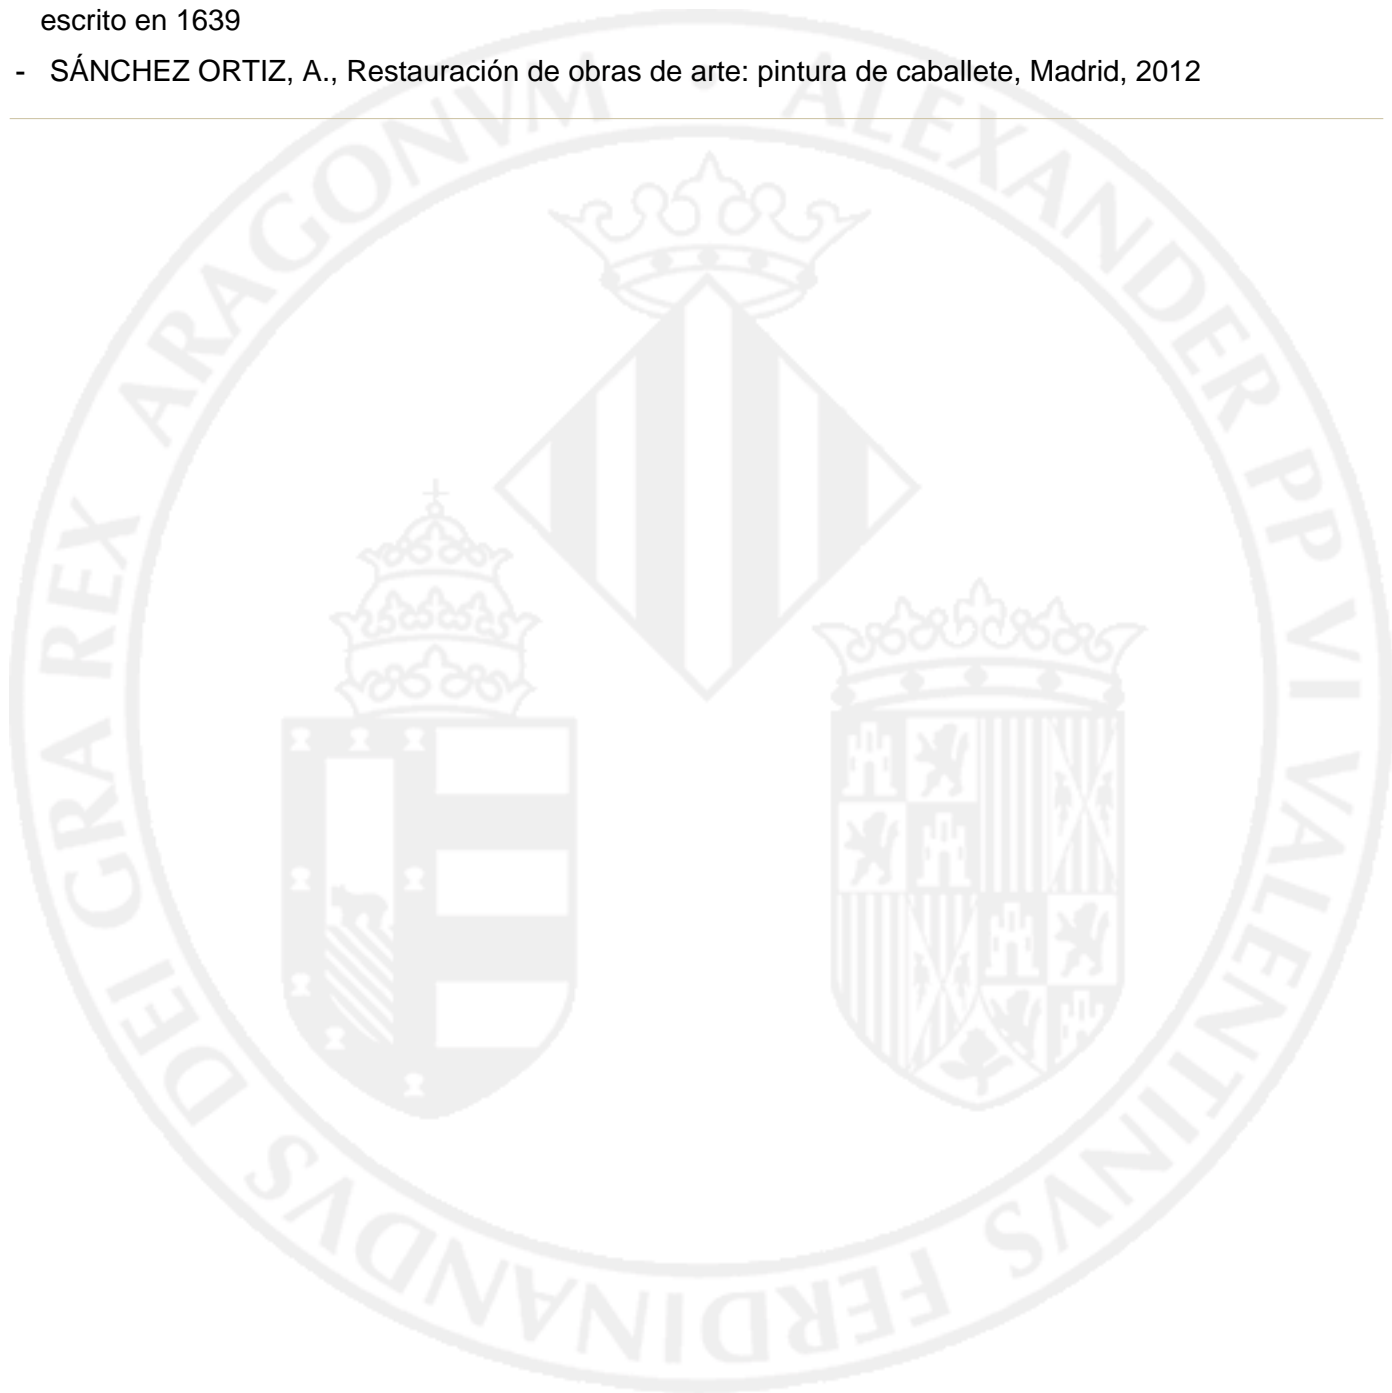 escrito en 1639
- SÁNCHEZ ORTIZ, A., Restauración de obras de arte: pintura de caballete, Madrid, 2012
ALEXANDER PP VI VALENTINVS FERDINANDVS DEI GRA REX ARAGONVM